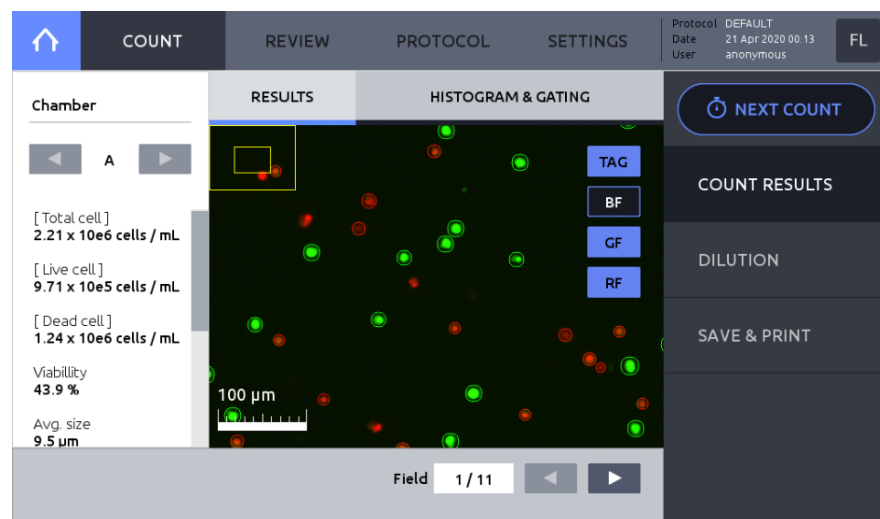 COUNT
REVIEW
PROTOCOL
SETTINGS
Protocol DEFAULT
Date 21 Apr 2020 00:13
User anonymous
FL
Chamber
A
[ Total cell ]
2.21 x 10e6 cells / mL
[ Live cell ]
9.71 x 10e5 cells / mL
[ Dead cell ]
1.24 x 10e6 cells / mL
Viabillity
43.9 %
Avg. size
9.5 µm
RESULTS
HISTOGRAM & GATING
TAG
BF
GF
RF
100 µm
Field 1 / 11
NEXT COUNT
COUNT RESULTS
DILUTION
SAVE & PRINT